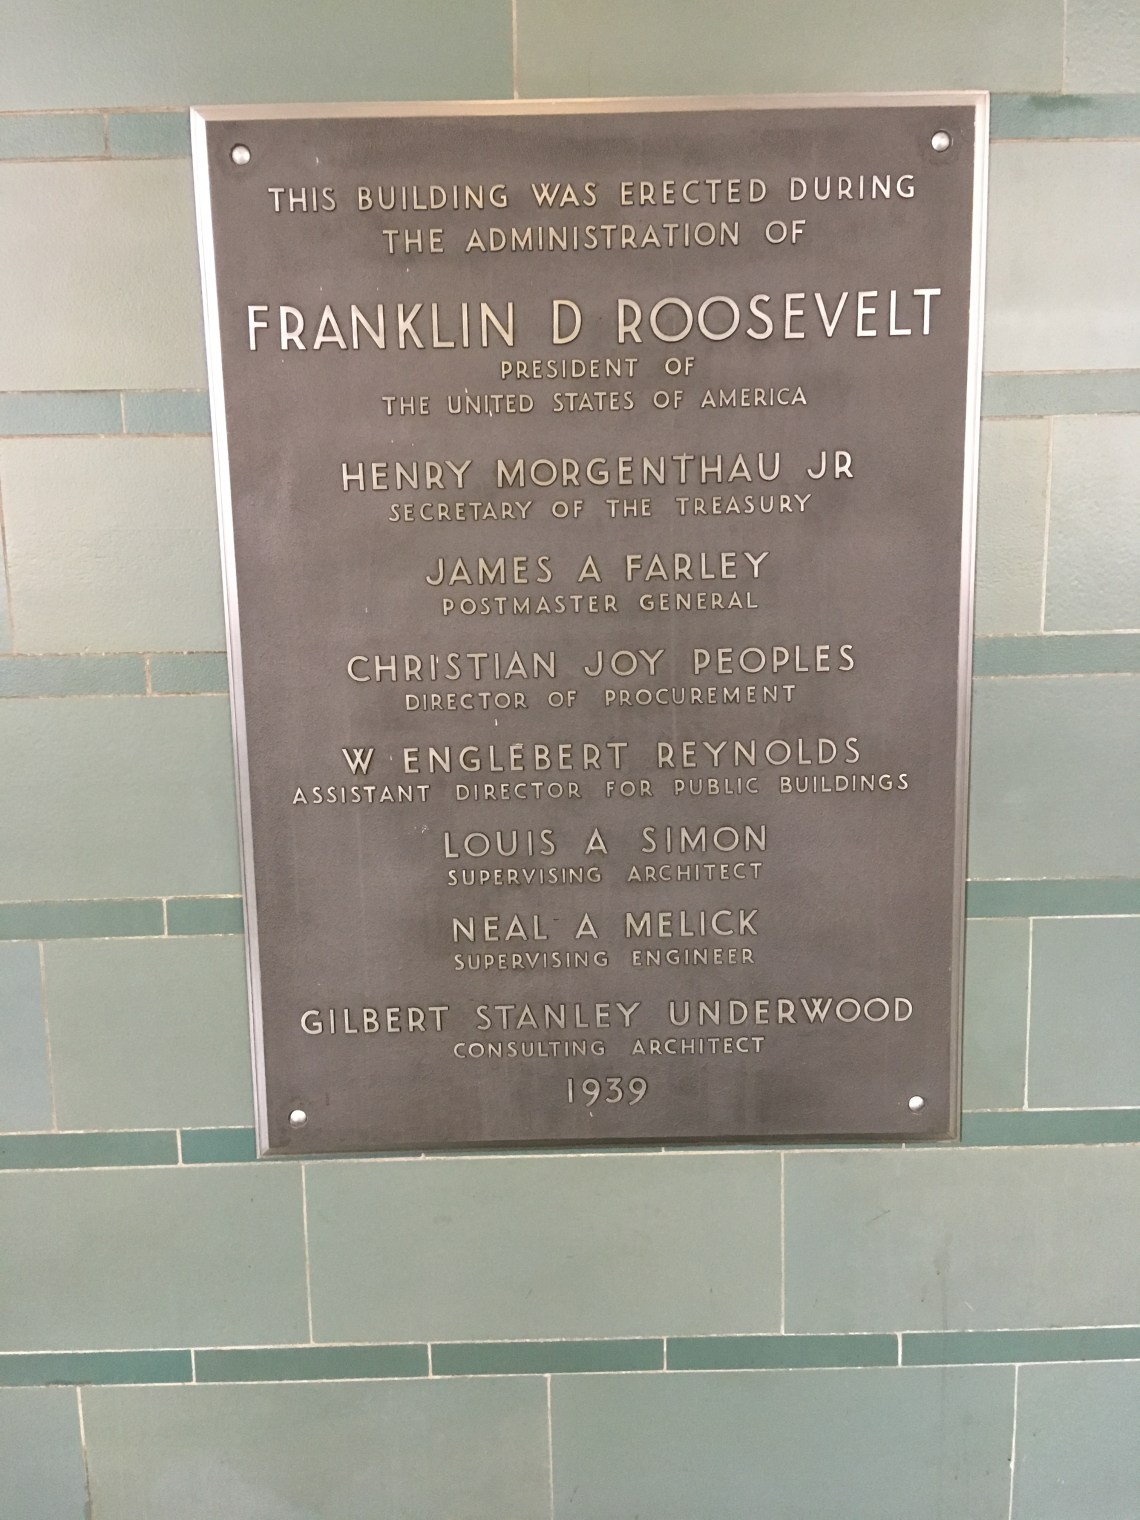 THIS BUILDING WAS ERECTED DURING
THE ADMINISTRATION OF
FRANKLIN D ROOSEVELT
PRESIDENT OF
THE UNITED STATES OF AMERICA
HENRY MORGENTHAU JR
SECRETARY OF THE TREASURY
JAMES A FARLEY
POSTMASTER GENERAL
CHRISTIAN JOY PEOPLES
DIRECTOR OF PROCUREMENT
W ENGLEBERT REYNOLDS
ASSISTANT DIRECTOR FOR PUBLIC BUILDINGS
LOUIS A SIMON
SUPERVISING ARCHITECT
NEAL A MELICK
SUPERVISING ENGINEER
GILBERT STANLEY UNDERWOOD
CONSULTING ARCHITECT
1939